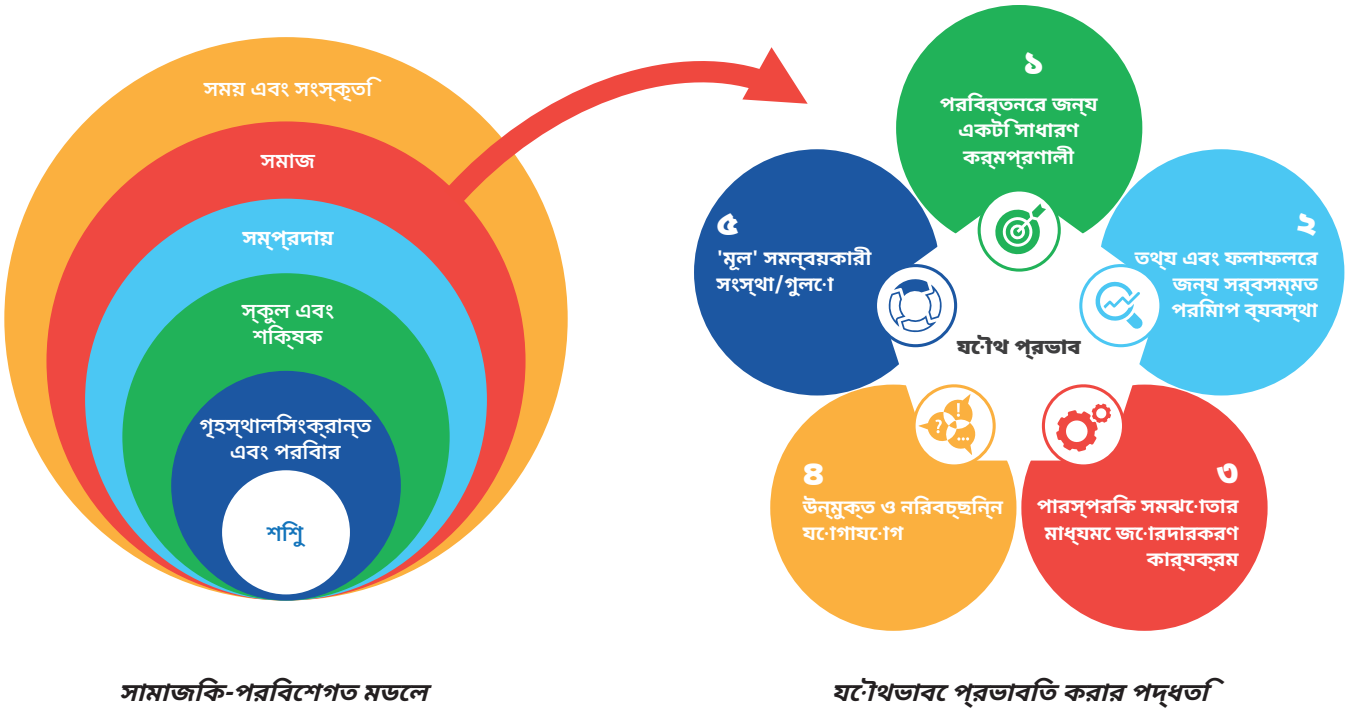 সময় এবং সংস্কৃতি
সমাজ
সম্প্রদায়
স্কুল এবং
শিক্ষক
গৃহস্থালিসংক্রান্ত
এবং পরিবার
শিশু
সামাজিক-পরিবেশগত মডেল
১
পরিবর্তনের জন্য
একটি সাধারণ
কর্মপ্রণালী
২
তথ্য এবং ফলাফলের
জন্য সর্বসম্মত
পরিমাপ ব্যবস্থা
৩
পারস্পরিক সমঝোতার
মাধ্যমে জোরদারকরণ
কার্যক্রম
৪
উন্মুক্ত ও নিরবিচ্ছিন্ন
যোগাযোগ
৫
'মূল' সমন্বয়কারী
সংস্থা/গুলো
যৌথ প্রভাব
?
!
...
যৌথভাবে প্রভাবিত করার পদ্ধতি